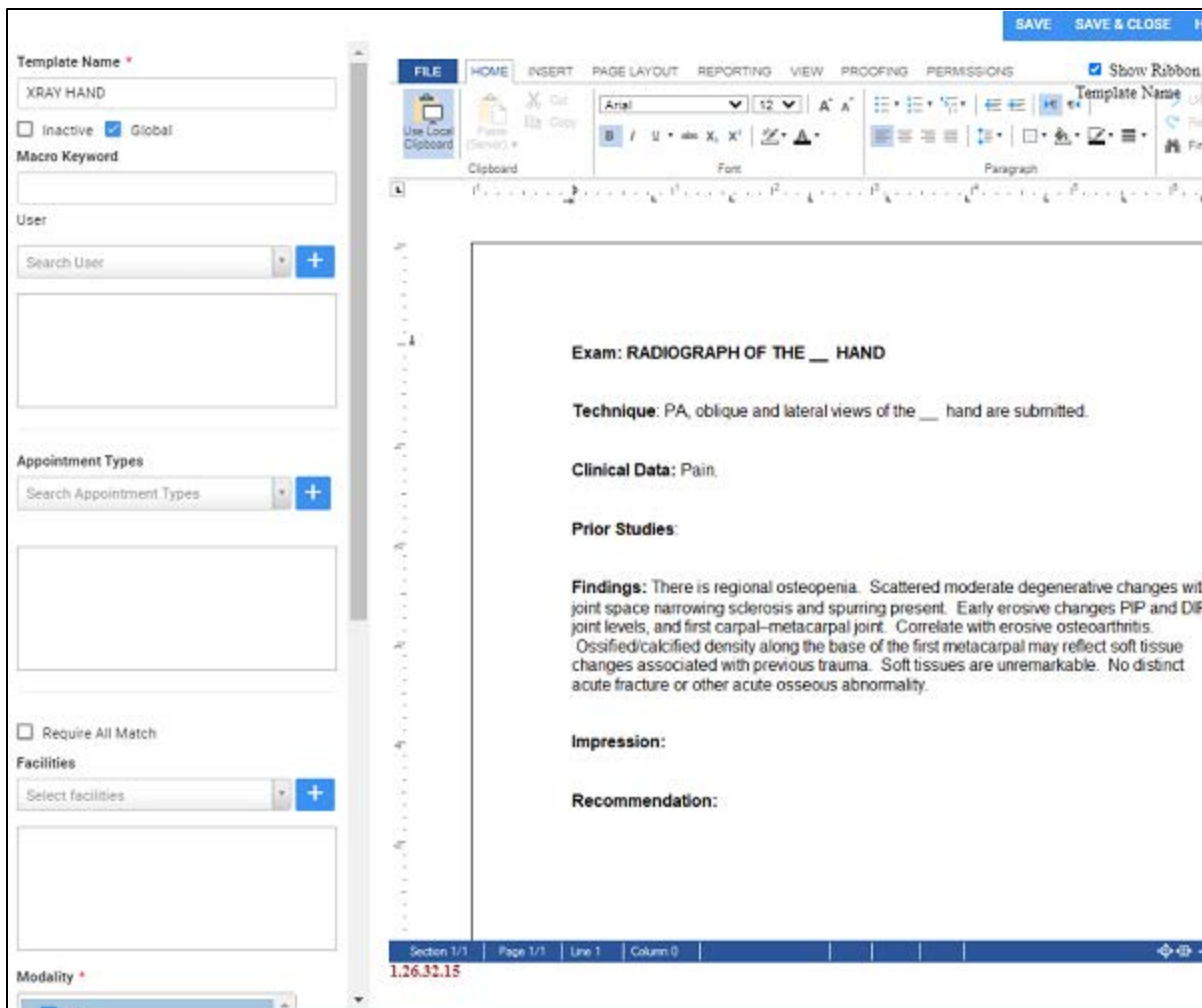 SAVE SAVE & CLOSE
Template Name *
XRAY HAND
Inactive Global
Macro Keyword
User
Search User
Appointment Types
Search Appointment Types
Require All Match
Facilities
Select facilities
Modality *
FILE HOME INSERT PAGE LAYOUT REPORTING VIEW PROOFING PERMISSIONS Show Ribbon
Template Name
Use Local Clipboard
Paste (Server)
Cut
Copy
Arial 12
Clipboard Font Paragraph
Exam: RADIOGRAPH OF THE __ HAND
Technique: PA, oblique and lateral views of the __ hand are submitted.
Clinical Data: Pain.
Prior Studies:
Findings: There is regional osteopenia. Scattered moderate degenerative changes
joint space narrowing sclerosis and spurring present. Early erosive changes PIP and
joint levels, and first carpal–metacarpal joint. Correlate with erosive osteoarthritis.
Ossified/calcified density along the base of the first metacarpal may reflect soft tissue
changes associated with previous trauma. Soft tissues are unremarkable. No distinct
acute fracture or other acute osseous abnormality.
Impression:
Recommendation:
Section 1/1 Page 1/1 Line 1 Column 0
1.26.32.15